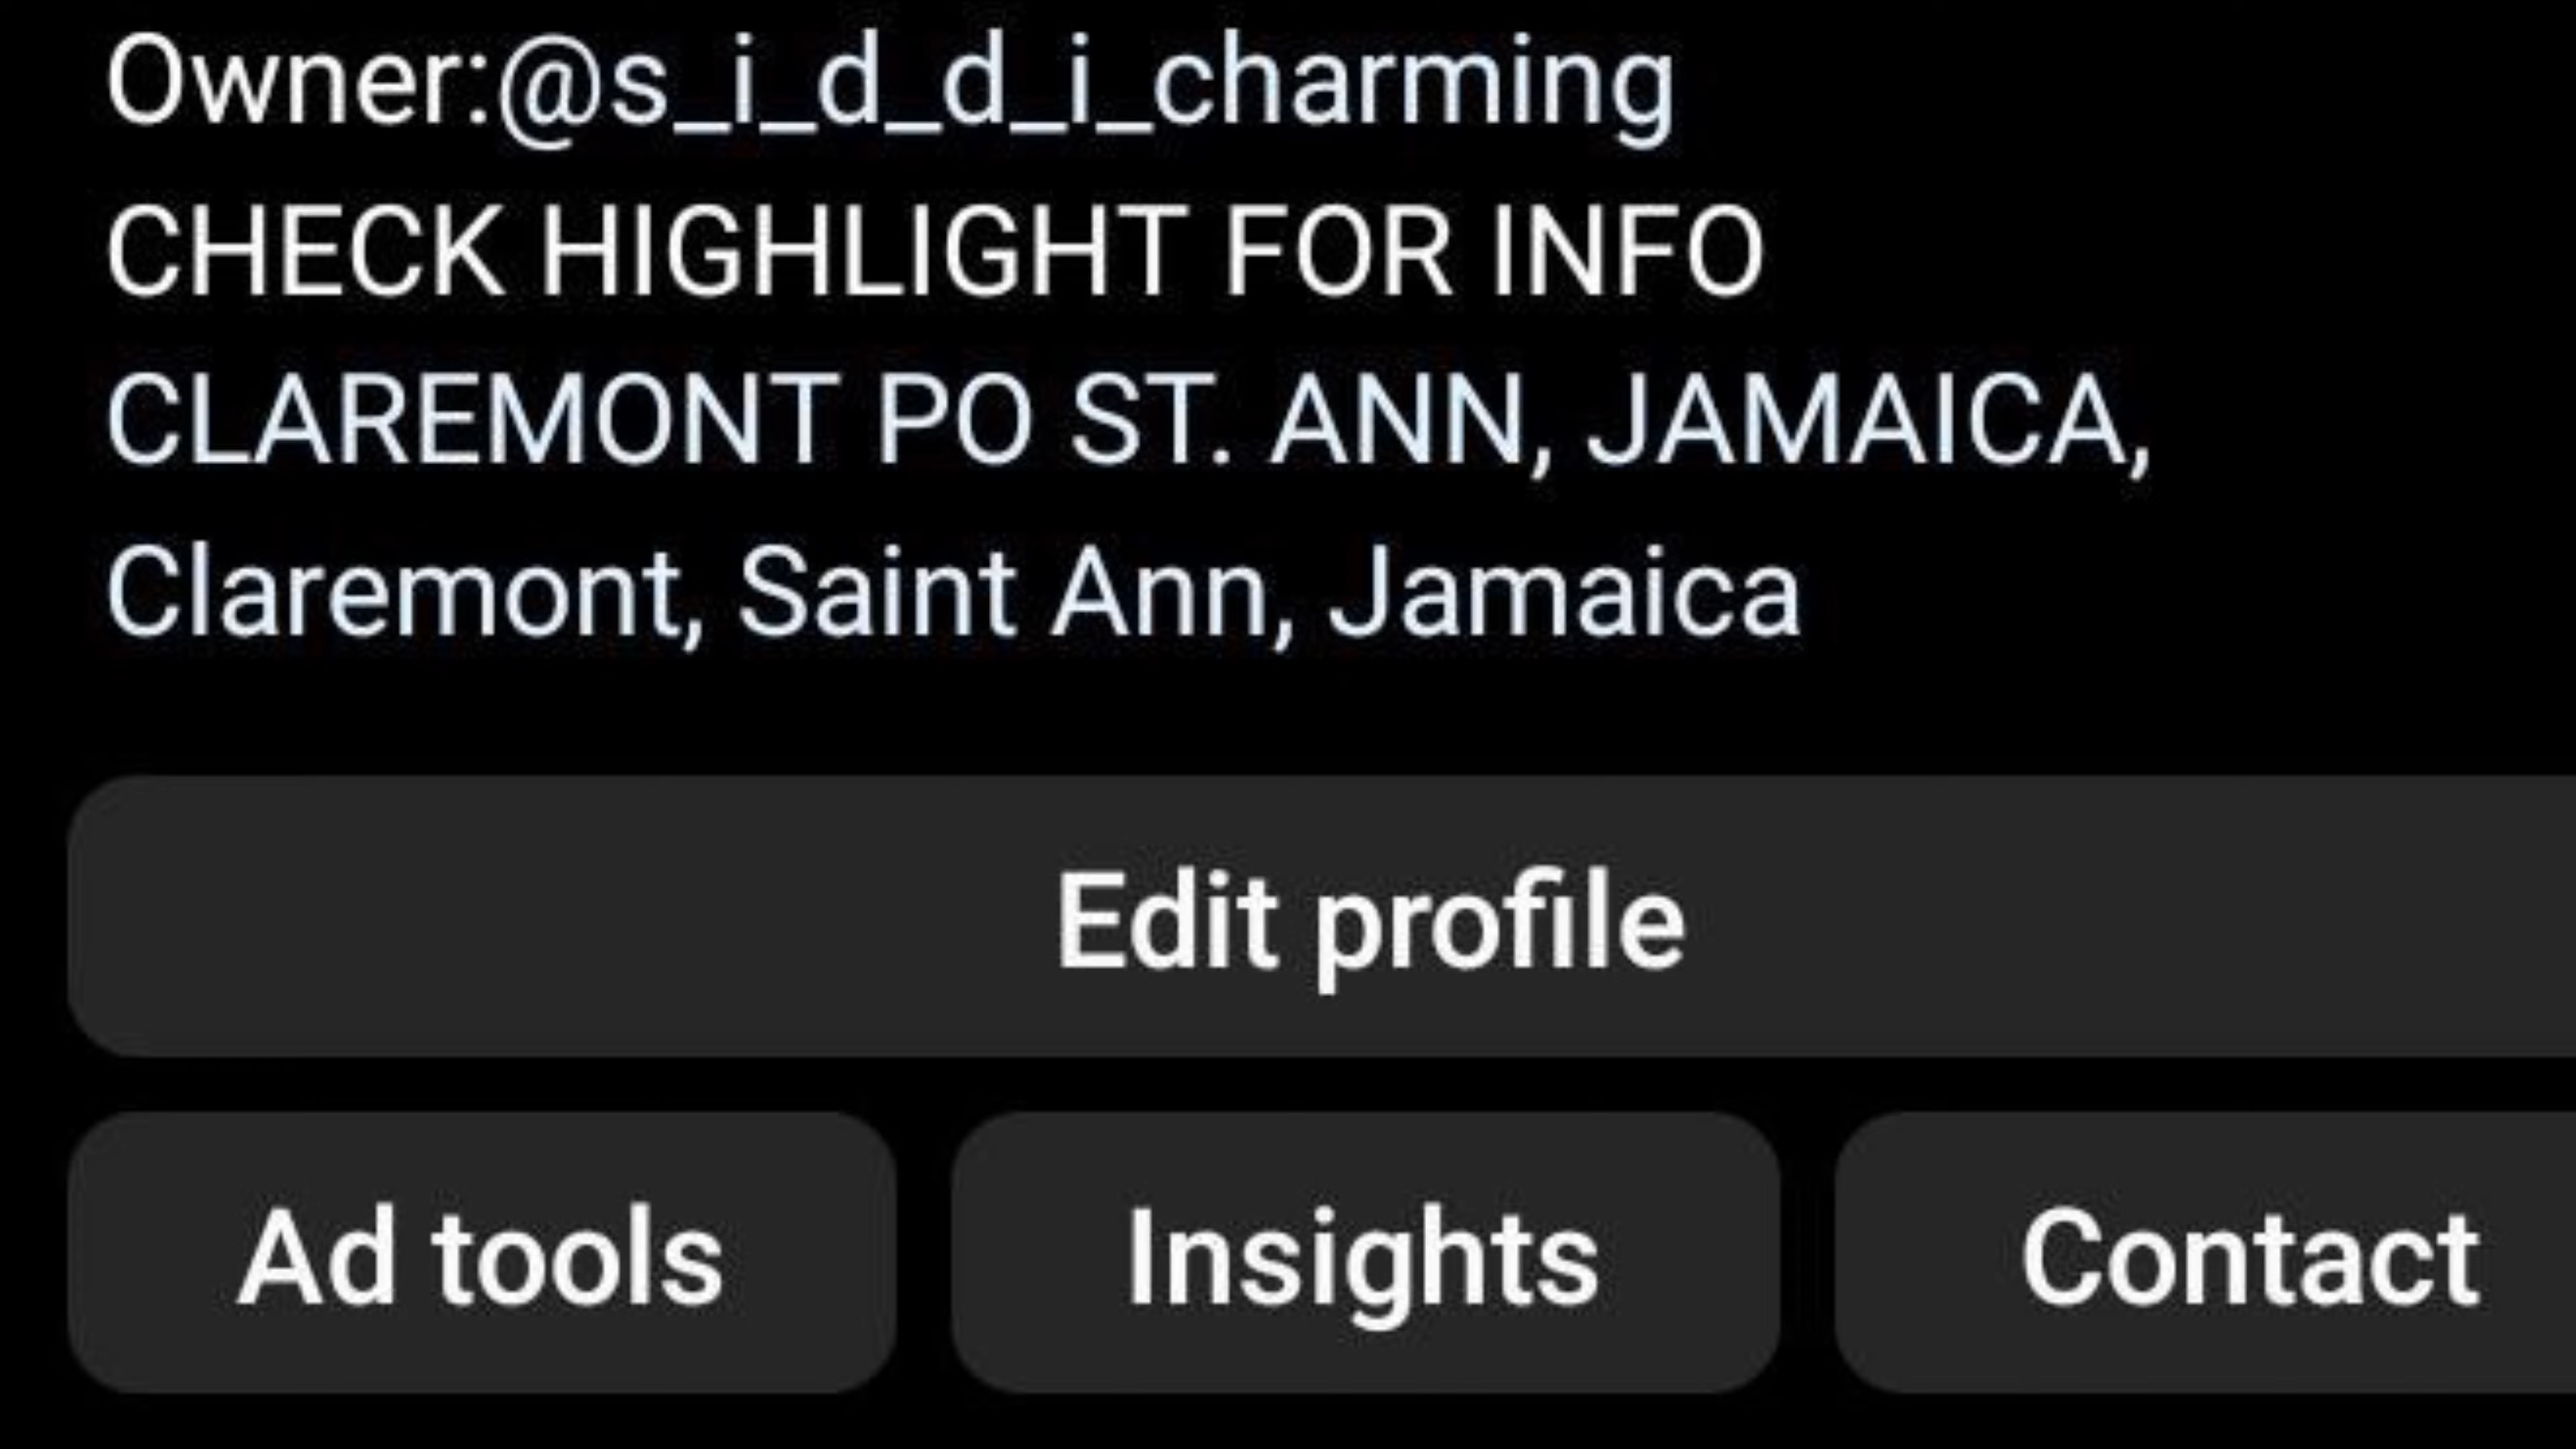 Owner:@s_i_d_d_i_charming
CHECK HIGHLIGHT FOR INFO
CLAREMONT PO ST. ANN, JAMAICA,
Claremont, Saint Ann, Jamaica
Edit profile
Ad tools Insights Contact